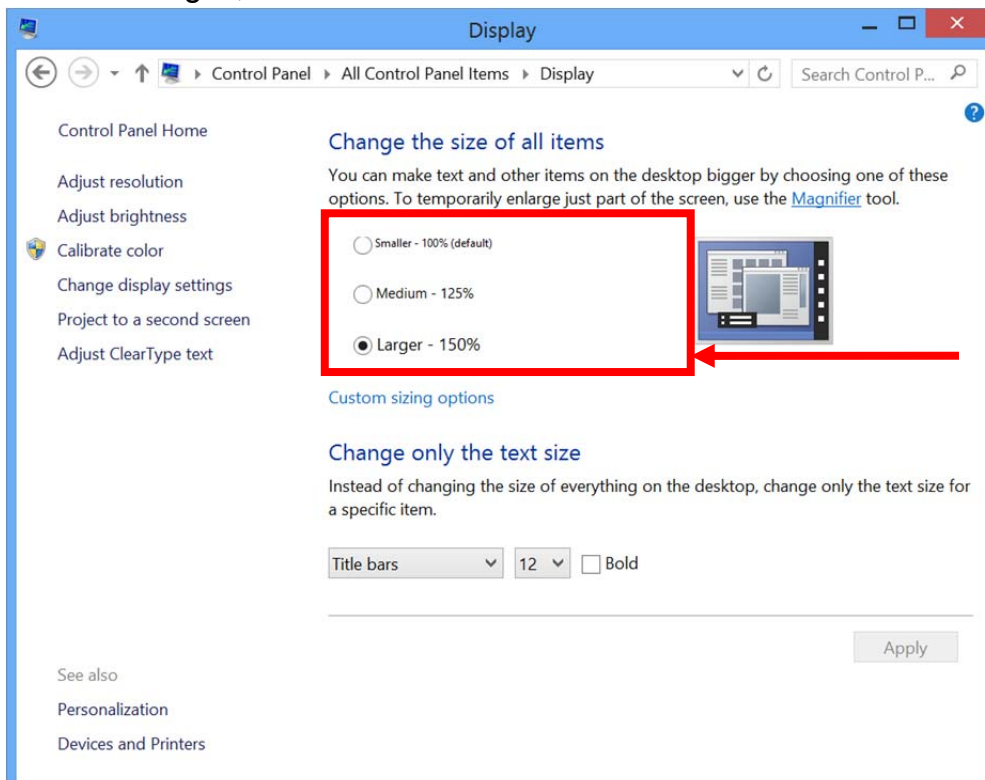 Display
Control Panel All Control Panel Items Display Search Control P...
Control Panel Home
Adjust resolution
Adjust brightness
Calibrate color
Change display settings
Project to a second screen
Adjust ClearType text
Change the size of all items
You can make text and other items on the desktop bigger by choosing one of these
options. To temporarily enlarge just part of the screen, use the Magnifier tool.
Smaller - 100% (default)
Medium - 125%
Larger - 150%
Custom sizing options
Change only the text size
Instead of changing the size of everything on the desktop, change only the text size for
a specific item.
Title bars 12 Bold
Apply
See also
Personalization
Devices and Printers